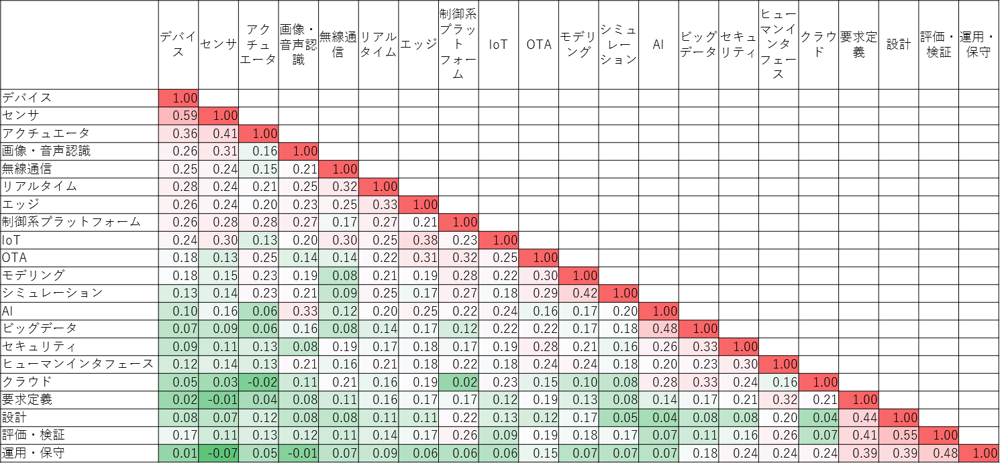 デバイス センサ アクチュエータ 画像・音声認識 無線通信 リアルタイム エッジ 制御系プラットフォーム IoT OTA モデリング シミュレーション AI ビッグデータ セキュリティ ヒューマンインタフェース クラウド 要求定義 設計 評価・検証 運用・保守
デバイス 1.00
センサ 0.59 1.00
アクチュエータ 0.36 0.41 1.00
画像・音声認識 0.26 0.31 0.16 1.00
無線通信 0.25 0.24 0.15 0.21 1.00
リアルタイム 0.28 0.24 0.21 0.25 0.32 1.00
エッジ 0.26 0.24 0.20 0.23 0.25 0.33 1.00
制御系プラットフォーム 0.26 0.28 0.28 0.27 0.17 0.27 0.21 1.00
IoT 0.24 0.30 0.13 0.20 0.30 0.25 0.38 0.23 1.00
OTA 0.18 0.13 0.25 0.14 0.14 0.22 0.31 0.32 0.25 1.00
モデリング 0.18 0.15 0.23 0.19 0.08 0.21 0.19 0.28 0.22 0.30 1.00
シミュレーション 0.13 0.14 0.23 0.21 0.09 0.25 0.17 0.27 0.18 0.29 0.42 1.00
AI 0.10 0.16 0.06 0.33 0.12 0.20 0.25 0.22 0.24 0.16 0.17 0.20 1.00
ビッグデータ 0.07 0.09 0.06 0.16 0.08 0.14 0.17 0.12 0.22 0.22 0.17 0.18 0.48 1.00
セキュリティ 0.09 0.11 0.13 0.08 0.19 0.17 0.18 0.17 0.19 0.28 0.21 0.16 0.26 0.33 1.00
ヒューマンインタフェース 0.12 0.14 0.13 0.21 0.16 0.21 0.18 0.22 0.18 0.24 0.24 0.18 0.20 0.23 0.30 1.00
クラウド 0.05 0.03 -0.02 0.11 0.21 0.16 0.19 0.02 0.23 0.15 0.10 0.08 0.28 0.33 0.24 0.16 1.00
要求定義 0.02 -0.01 0.04 0.08 0.11 0.16 0.17 0.17 0.12 0.19 0.13 0.08 0.14 0.17 0.21 0.32 0.21 1.00
設計 0.08 0.07 0.12 0.08 0.08 0.11 0.11 0.22 0.13 0.12 0.17 0.05 0.04 0.08 0.08 0.20 0.04 0.44 1.00
評価・検証 0.17 0.11 0.13 0.12 0.11 0.14 0.17 0.26 0.09 0.19 0.18 0.17 0.07 0.11 0.16 0.26 0.07 0.41 0.55 1.00
運用・保守 0.01 -0.07 0.05 -0.01 0.07 0.09 0.06 0.06 0.06 0.15 0.07 0.07 0.07 0.18 0.24 0.24 0.24 0.39 0.39 0.48 1.00